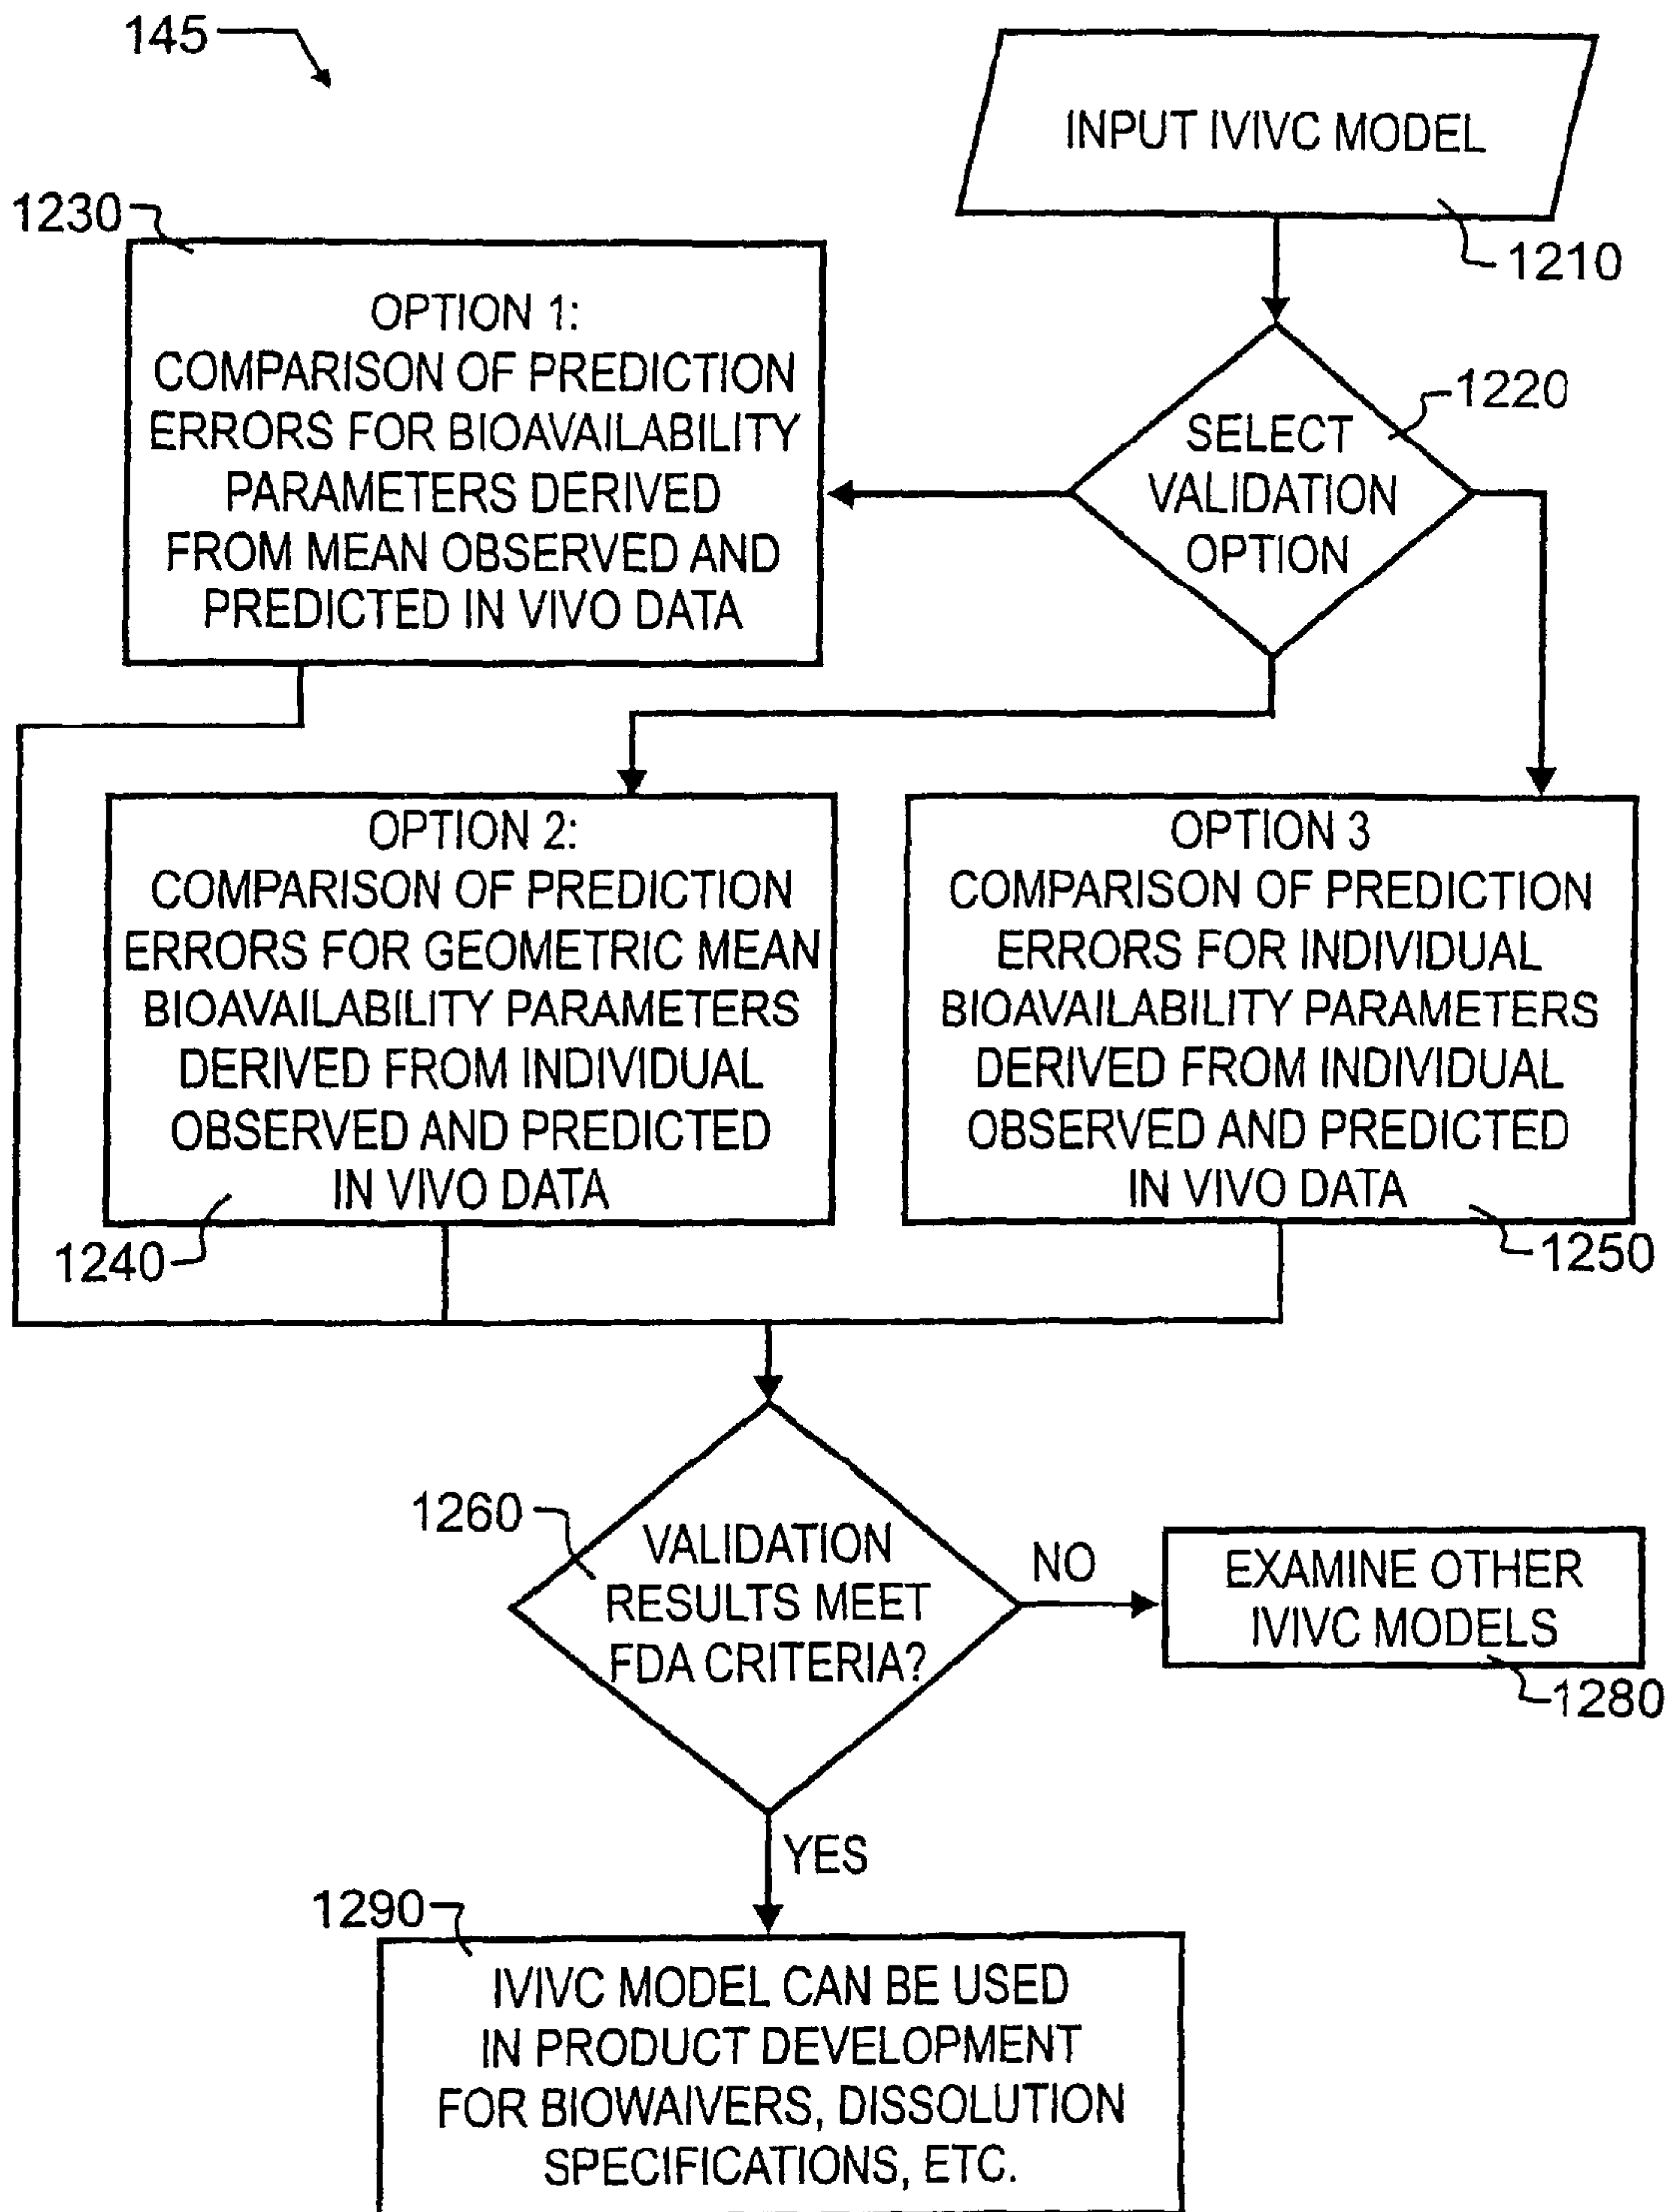 145
INPUT IVIVC MODEL
1210
1230
OPTION 1:
COMPARISON OF PREDICTION
ERRORS FOR BIOAVAILABILITY
PARAMETERS DERIVED
FROM MEAN OBSERVED AND
PREDICTED IN VIVO DATA
1220
SELECT
VALIDATION
OPTION
OPTION 2:
COMPARISON OF PREDICTION
ERRORS FOR GEOMETRIC MEAN
BIOAVAILABILITY PARAMETERS
DERIVED FROM INDIVIDUAL
OBSERVED AND PREDICTED
IN VIVO DATA
1240
OPTION 3
COMPARISON OF PREDICTION
ERRORS FOR INDIVIDUAL
BIOAVAILABILITY PARAMETERS
DERIVED FROM INDIVIDUAL
OBSERVED AND PREDICTED
IN VIVO DATA
1250
1260
VALIDATION
RESULTS MEET
FDA CRITERIA?
NO
EXAMINE OTHER
IVIVC MODELS
1280
YES
1290
IVIVC MODEL CAN BE USED
IN PRODUCT DEVELOPMENT
FOR BIOWAIVERS, DISSOLUTION
SPECIFICATIONS, ETC.